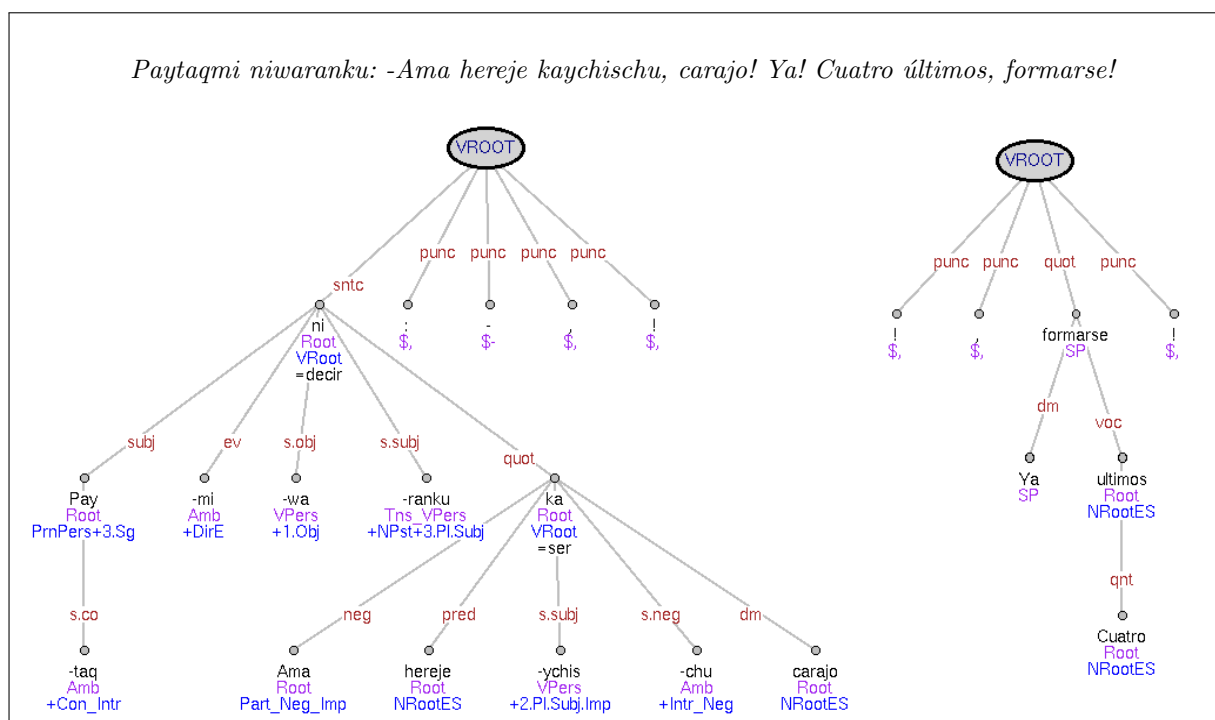 Paytaqmi niwaranku: -Ama hereje kaychischu, carajo! Ya! Cuatro últimos, formarse!
VROOT VROOT
punc punc punc punc punc punc quot punc
sntc
ni : - , ! ! , formarse !
Root $, $- $, $, $, $, SP $,
VRoot
=decir
dm voc
subj ev s.obj s.subj quot
Pay -mi -wa -ranku ka Ya ultimos
Root Amb VPers Tns_VPers Root SP Root
PrnPers+3.Sg +DirE +1.Obj +NPst+3.Pl.Subj VRoot NRootES
=ser
qnt
s.co neg pred s.subj s.neg dm
Cuatro
Root
NRootES
-taq Ama hereje -ychis -chu carajo
Amb Root Root VPers Amb Root
+Con_Intr Part_Neg_Imp NRootES +2.Pl.Subj.Imp +Intr_Neg NRootES